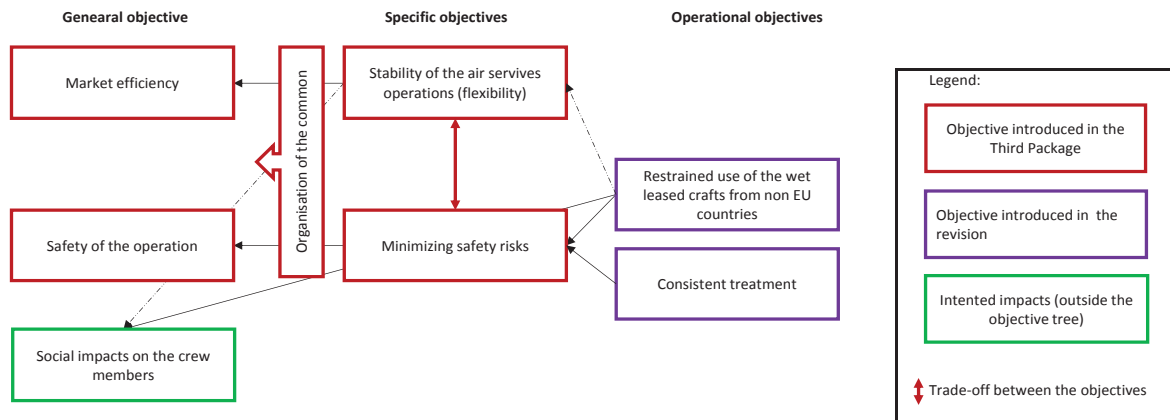 Genearal objective
Specific objectives
Operational objectives
Market efficiency
Organisation of the common
Stability of the air servives
operations (flexibility)
Restrained use of the wet
leased crafts from non EU
countries
Safety of the operation
Minimizing safety risks
Consistent treatment
Social impacts on the crew
members
Legend:
Objective introduced in the
Third Package
Objective introduced in the
revision
Intented impacts (outside the
objective tree)
Trade-off between the objectives